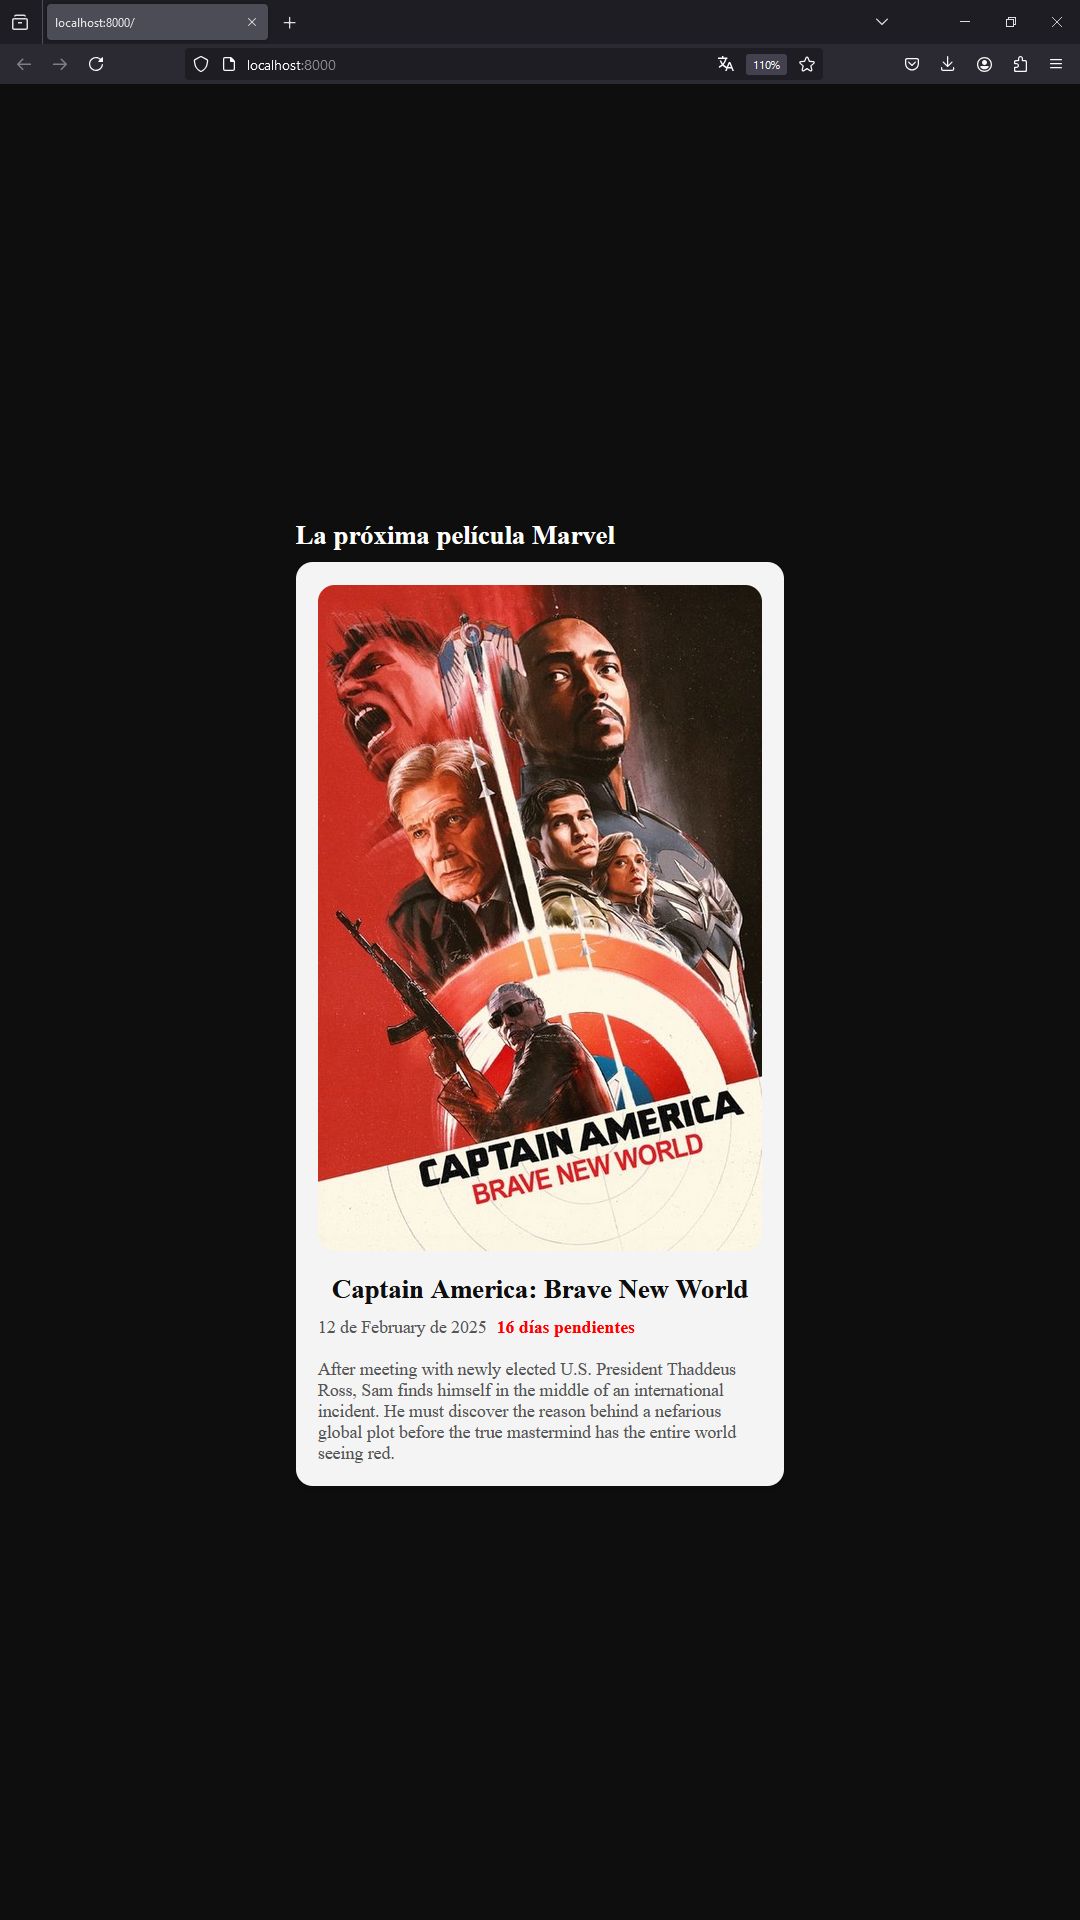 localhost:8000/
localhost:8000
110%
La próxima película Marvel
CAPTAIN AMERICA
BRAVE NEW WORLD
Captain America: Brave New World
12 de February de 2025 16 días pendientes
After meeting with newly elected U.S. President Thaddeus
Ross, Sam finds himself in the middle of an international
incident. He must discover the reason behind a nefarious
global plot before the true mastermind has the entire world
seeing red.